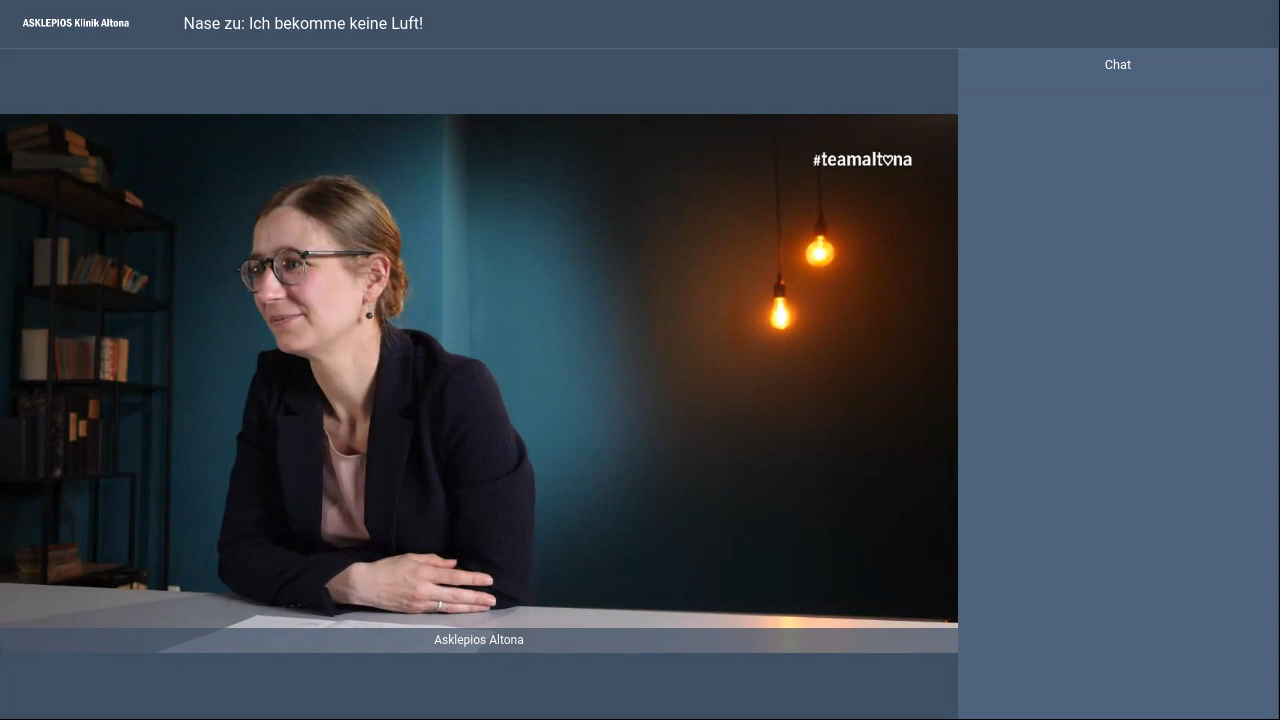 ASKLEPIOS Klinik Altona
Nase zu: Ich bekomme keine Luft!
Chat
#teamaltona
Asklepios Altona